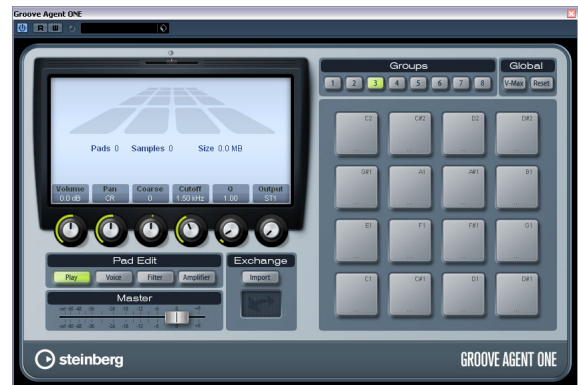 Groove Agent ONE
R W
Groups
Global
1 2 3 4 5 6 7 8
V-Max Reset
Pads 0 Samples 0 Size 0.0 MB
Volume Pan Coarse Cutoff Q Output
0.0 dB CR 0 1.50 kHz 1.00 ST1
C2 C#2 D2 D#2
G#1 A1 A#1 B1
E1 F1 F#1 G1
C1 C#1 D1 D#1
Pad Edit
Exchange
Play Voice Filter Amplifier
Import
Master
steinberg
GROOVE AGENT ONE